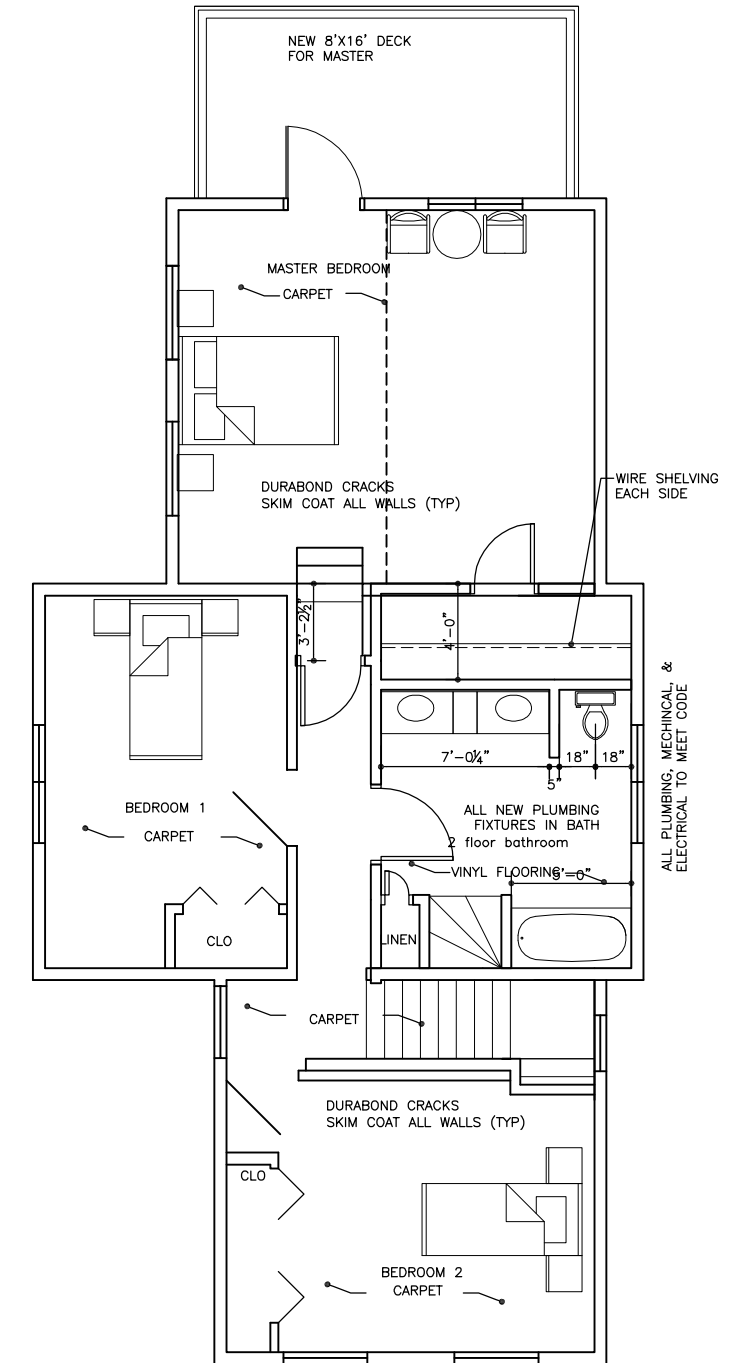 NEW 8'X16' DECK
FOR MASTER
MASTER BEDROOM
CARPET
DURABOND CRACKS
SKIM COAT ALL WALLS (TYP)
WIRE SHELVING
EACH SIDE
3'-2½"
4'-0"
ALL PLUMBING, MECHINCAL, &
ELECTRICAL TO MEET CODE
7'-0¼"
18" 18"
5"
BEDROOM 1
CARPET
ALL NEW PLUMBING
FIXTURES IN BATH
2 floor bathroom
VINYL FLOORING
5'-0"
CLO
LINEN
CARPET
DURABOND CRACKS
SKIM COAT ALL WALLS (TYP)
CLO
BEDROOM 2
CARPET